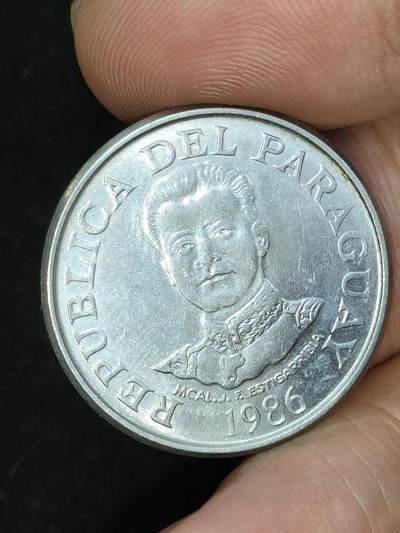 REPUBLICA DEL PARAGUAY
MCAL. J. F. ESTIGARRIBIA
1986